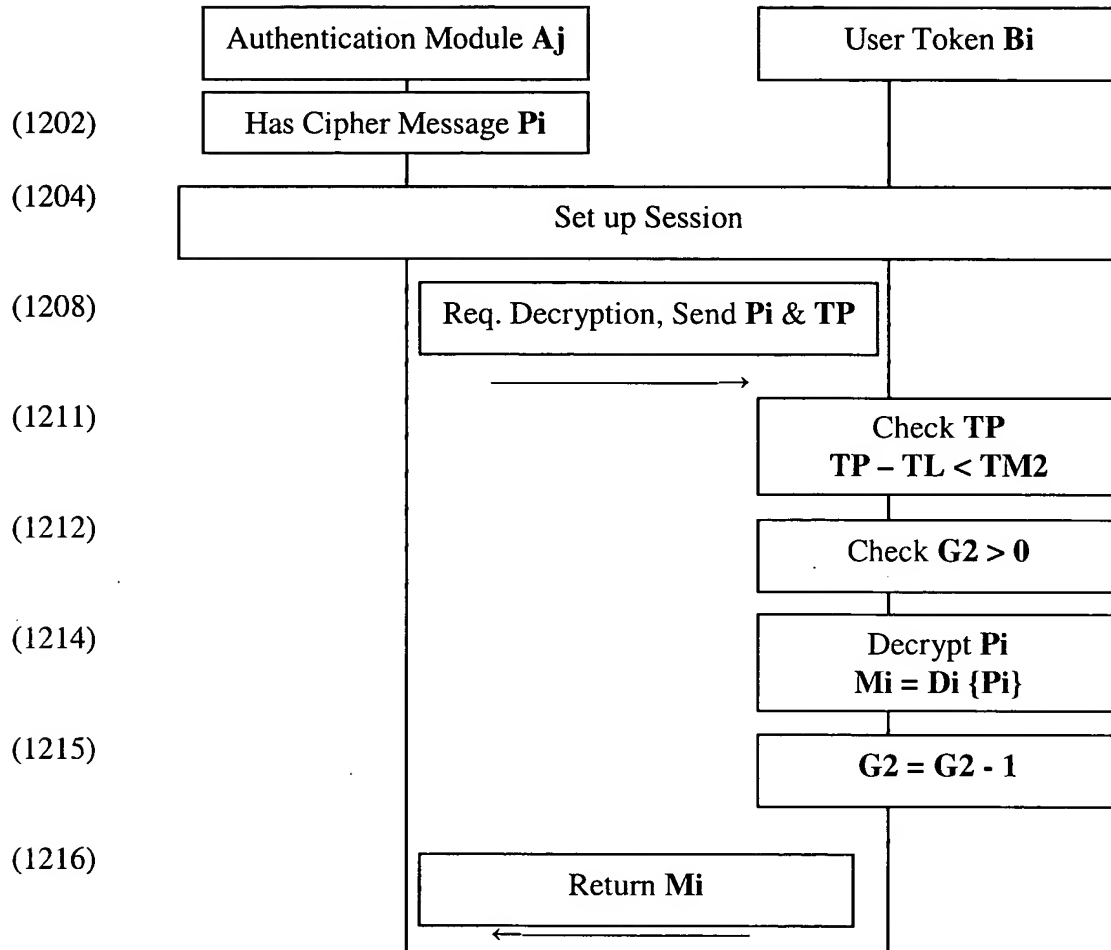 Authentication Module Aj
User Token Bi
(1202)
Has Cipher Message Pi
(1204)
Set up Session
(1208)
Req. Decryption, Send Pi & TP
(1211)
Check TP
TP – TL < TM2
(1212)
Check G2 > 0
(1214)
Decrypt Pi
Mi = Di {Pi}
(1215)
G2 = G2 - 1
(1216)
Return Mi